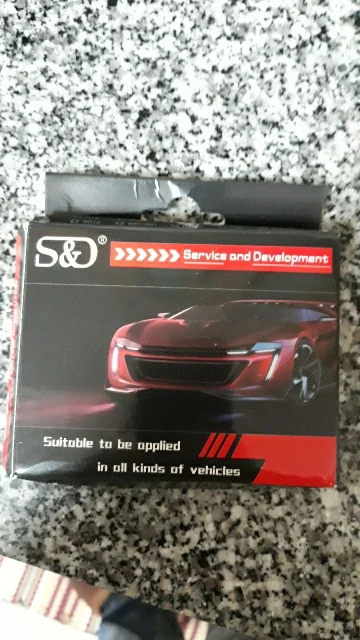 S&D® >>>>>>> Service and Development
Suitable to be applied
in all kinds of vehicles